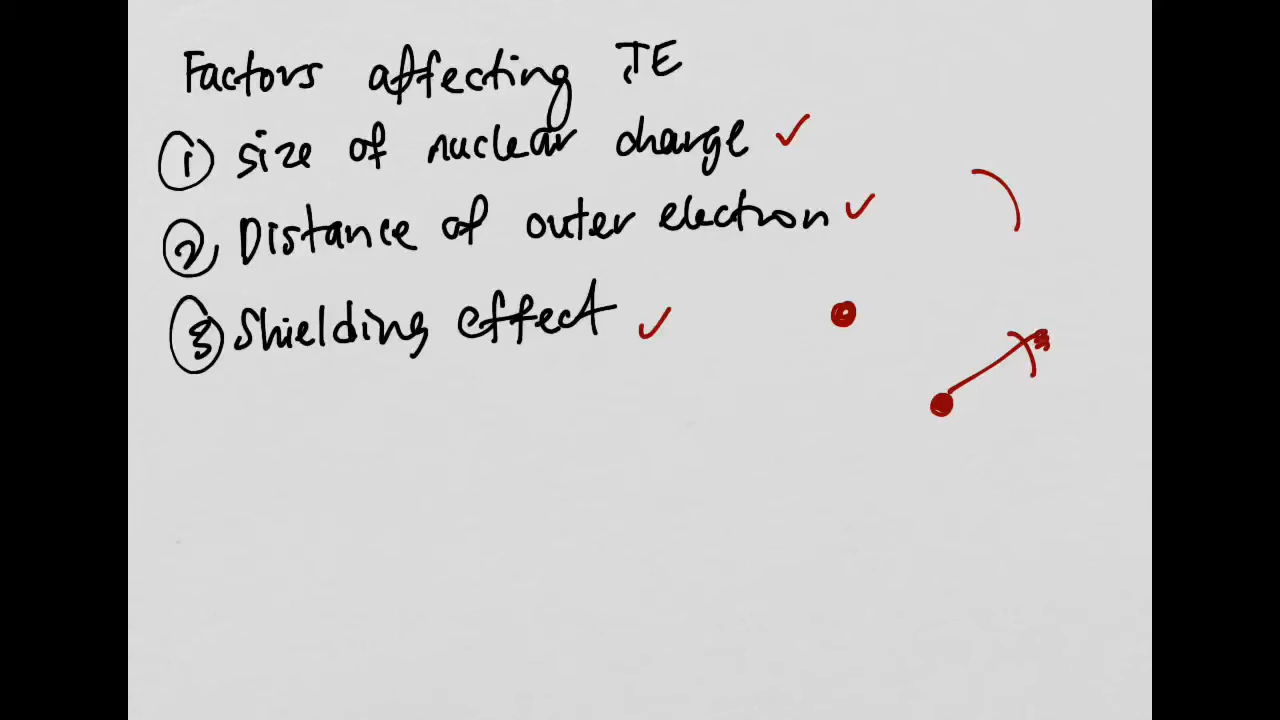 Factors affecting IE
① size of nuclear charge ✓
② Distance of outer electron ✓
③ Shielding effect ✓